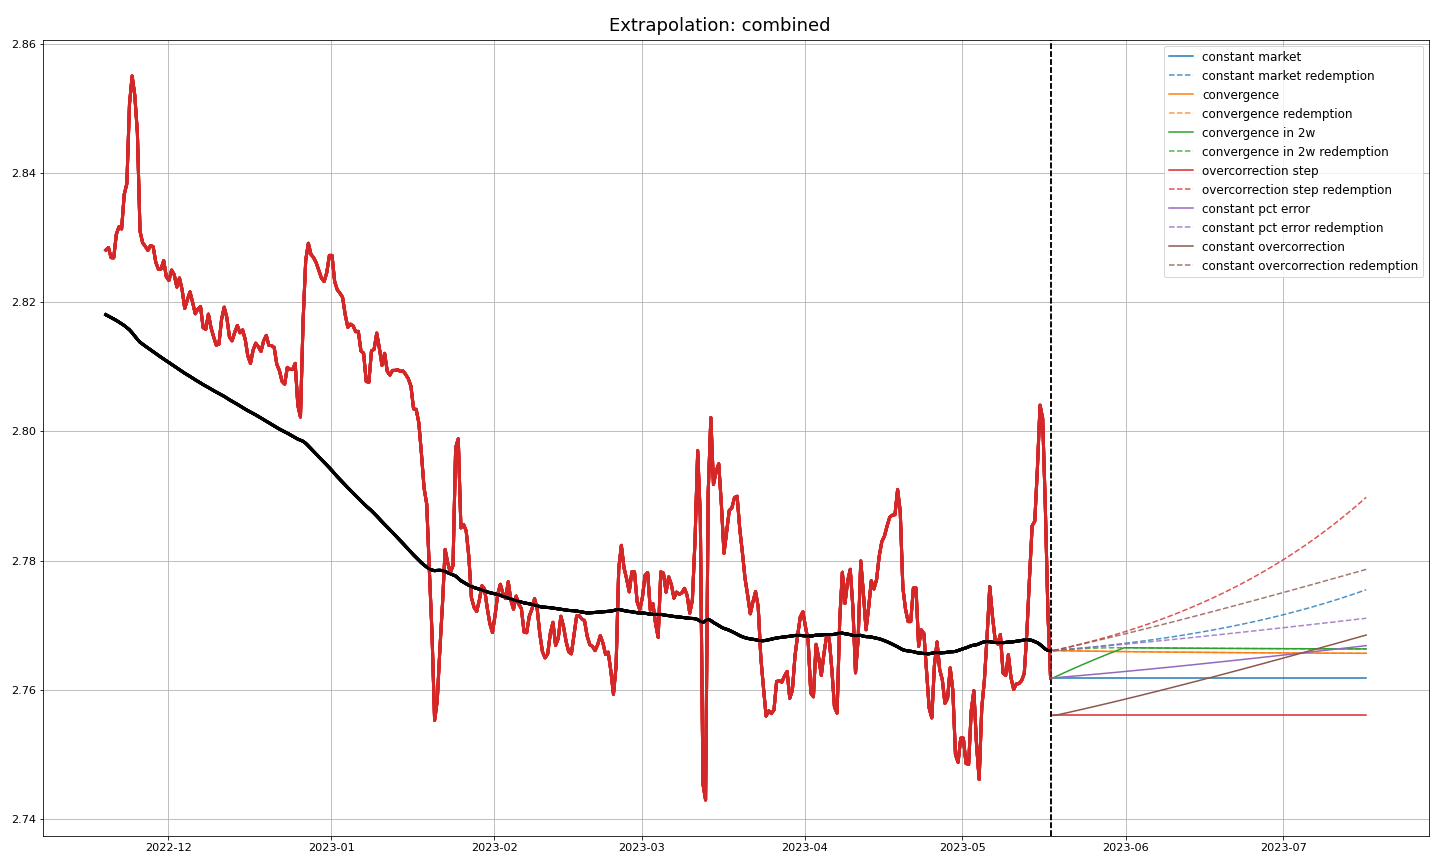 Extrapolation: combined
2.86
2.84
2.82
2.80
2.78
2.76
2.74
constant market
constant market redemption
convergence
convergence redemption
convergence in 2w
convergence in 2w redemption
overcorrection step
overcorrection step redemption
constant pct error
constant pct error redemption
constant overcorrection
constant overcorrection redemption
2022-12
2023-01
2023-02
2023-03
2023-04
2023-05
2023-06
2023-07